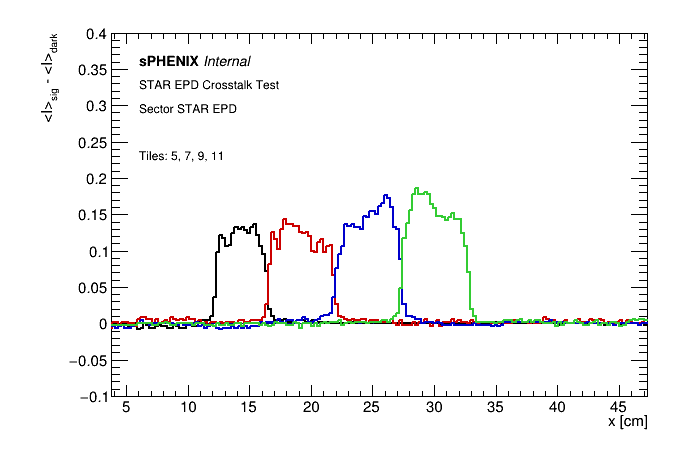 <I>sig - <I>dark
0.4
0.35
0.3
0.25
0.2
0.15
0.1
0.05
0
−0.05
−0.1
sPHENIX Internal
STAR EPD Crosstalk Test
Sector STAR EPD
Tiles: 5, 7, 9, 11
5 10 15 20 25 30 35 40 45
x [cm]